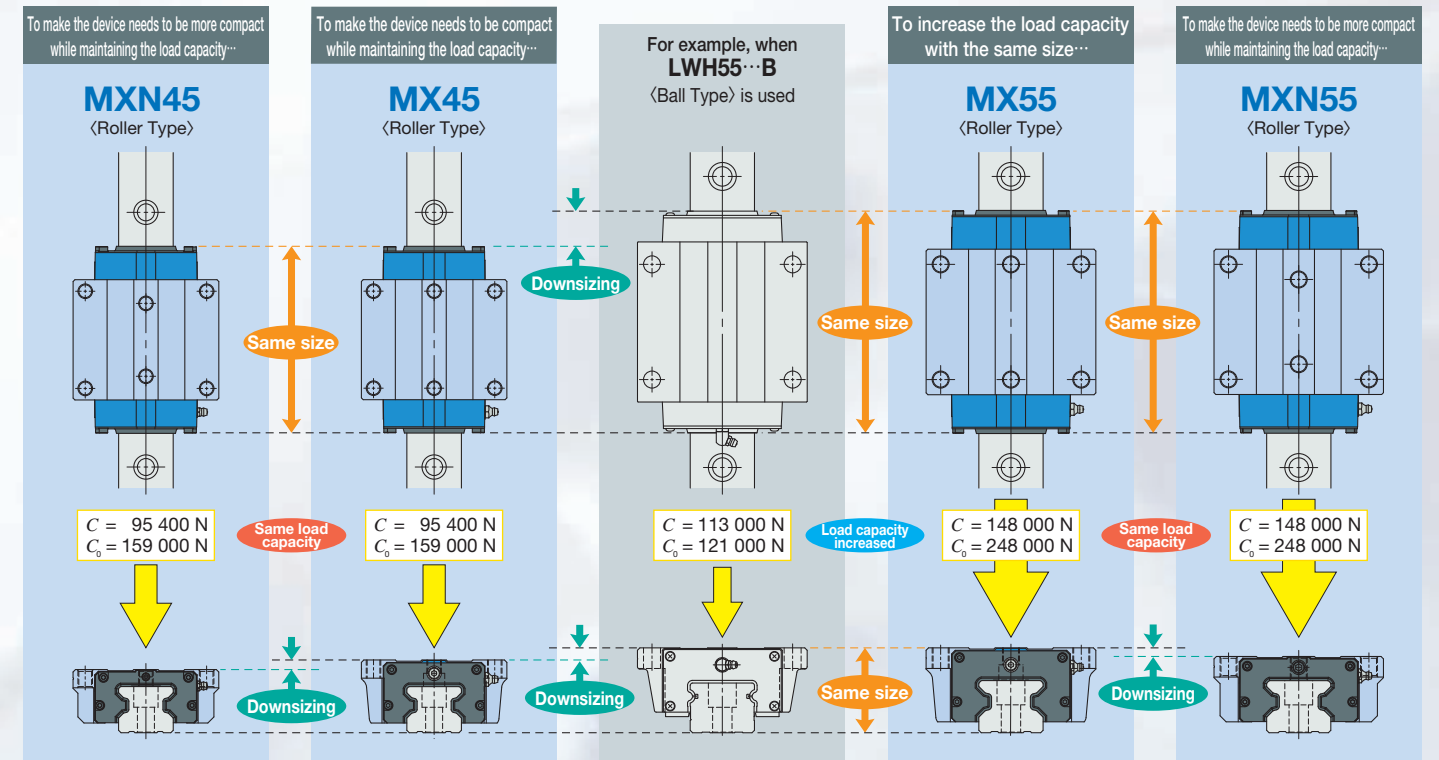 To make the device needs to be more compact
while maintaining the load capacity…
MXN45
〈Roller Type〉
To make the device needs to be compact
while maintaining the load capacity…
MX45
〈Roller Type〉
For example, when
LWH55…B
〈Ball Type〉 is used
To increase the load capacity
with the same size…
MX55
〈Roller Type〉
To make the device needs to be more compact
while maintaining the load capacity…
MXN55
〈Roller Type〉
Same size
Downsizing
Same size
Same size
C = 95 400 N
C₀ = 159 000 N
Same load
capacity
C = 95 400 N
C₀ = 159 000 N
C = 113 000 N
C₀ = 121 000 N
Load capacity
increased
C = 148 000 N
C₀ = 248 000 N
Same load
capacity
C = 148 000 N
C₀ = 248 000 N
Downsizing
Downsizing
Same size
Downsizing